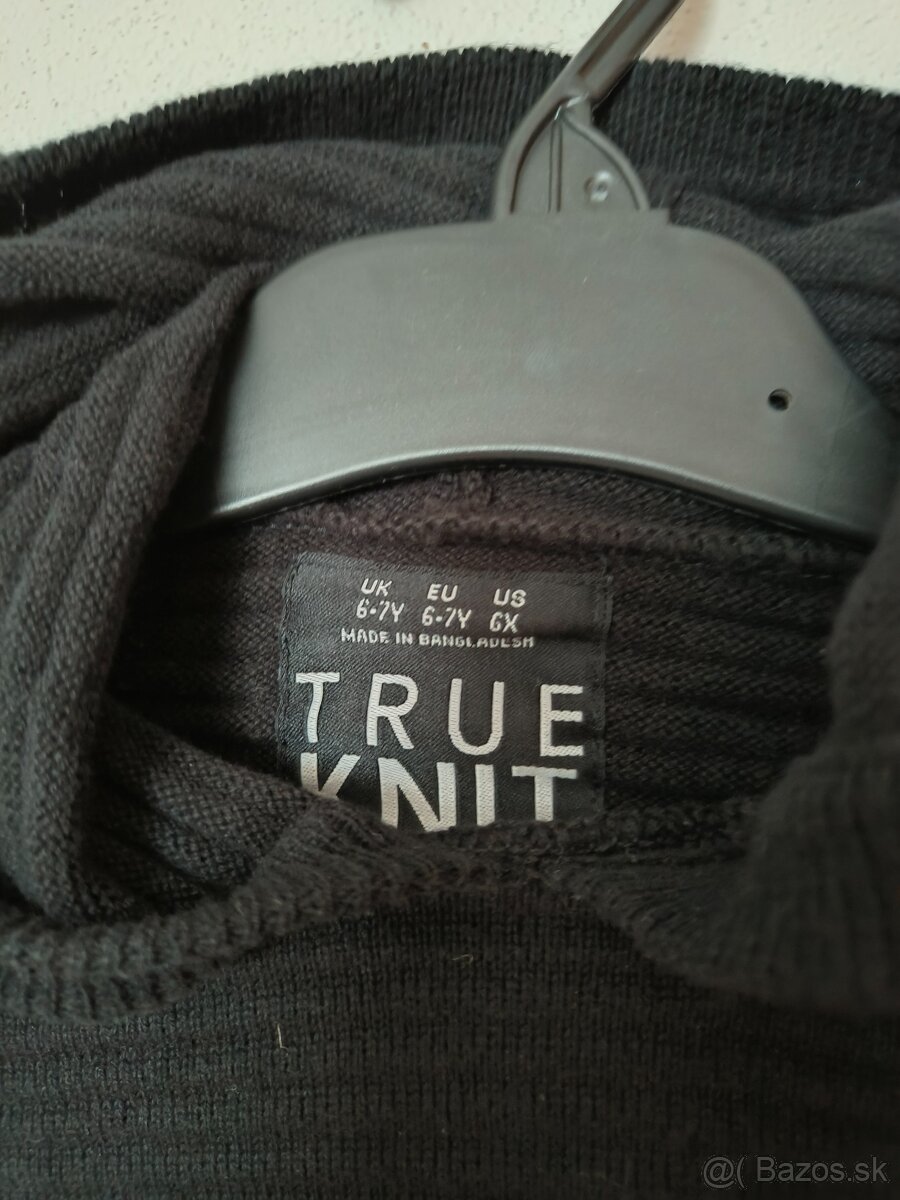 UK EU US
6-7Y 6-7Y 6X
MADE IN BANGLADESH
TRUE
KNIT
@( Bazos.sk